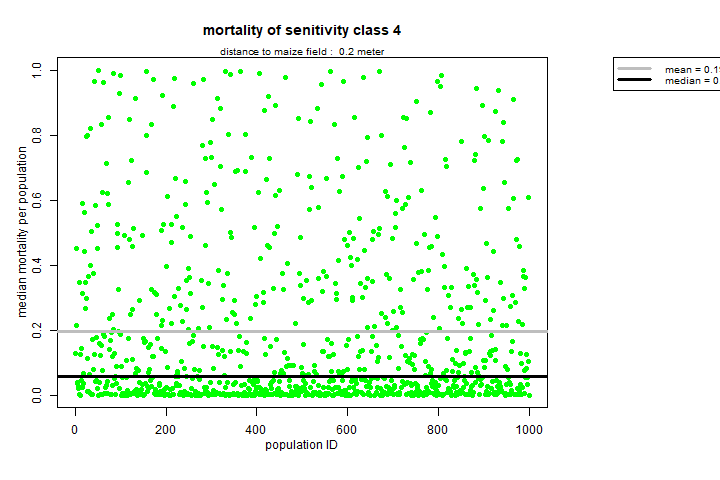 mortality of senitivity class 4
distance to maize field : 0.2 meter
mean = 0.1
median = 0
median mortality per population
1.0
0.8
0.6
0.4
0.2
0.0
0 200 400 600 800 1000
population ID